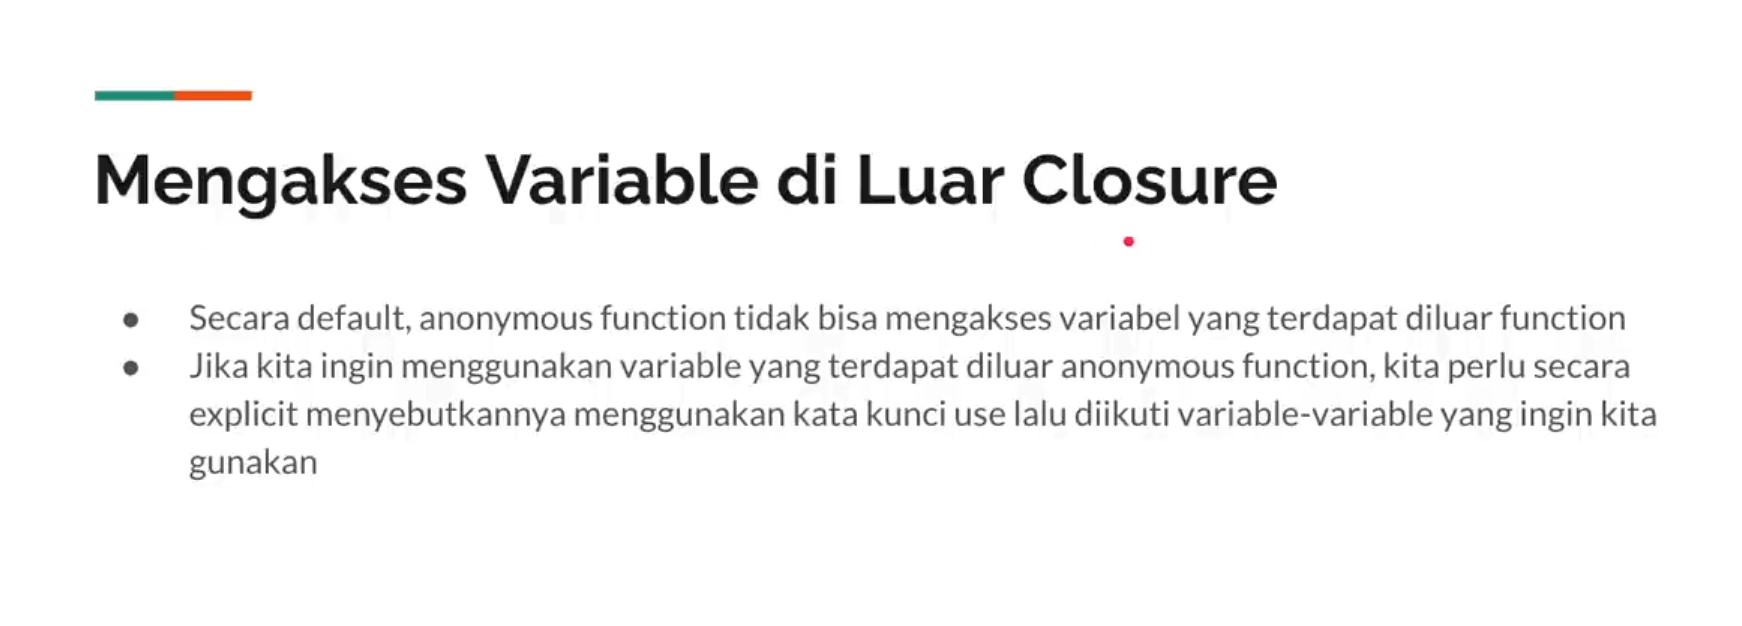 Mengakses Variable di Luar Closure
● Secara default, anonymous function tidak bisa mengakses variabel yang terdapat diluar function
● Jika kita ingin menggunakan variable yang terdapat diluar anonymous function, kita perlu secara
explicit menyebutkannya menggunakan kata kunci use lalu diikuti variable-variable yang ingin kita
gunakan